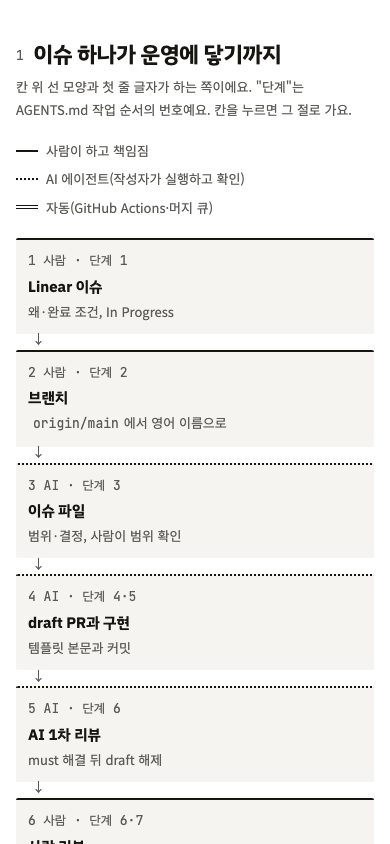 1 이슈 하나가 운영에 닿기까지
칸 위 선 모양과 첫 줄 글자가 하는 쪽이에요. "단계"는
AGENTS.md 작업 순서의 번호예요. 칸을 누르면 그 절로 가요.
사람이 하고 책임짐
AI 에이전트(작성자가 실행하고 확인)
자동(GitHub Actions·머지 큐)
1 사람 · 단계 1
Linear 이슈
왜·완료 조건, In Progress
↓
2 사람 · 단계 2
브랜치
origin/main 에서 영어 이름으로
↓
3 AI · 단계 3
이슈 파일
범위·결정, 사람이 범위 확인
↓
4 AI · 단계 4·5
draft PR과 구현
템플릿 본문과 커밋
↓
5 AI · 단계 6
AI 1차 리뷰
must 해결 뒤 draft 해제
↓
6 사람 · 단계 6·7